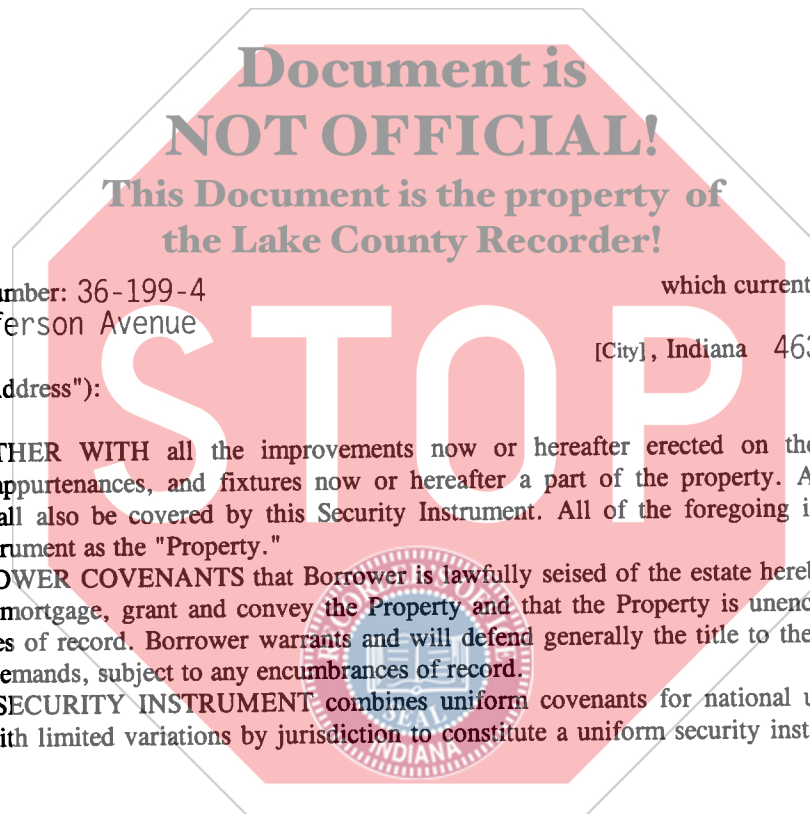 Document is
NOT OFFICIAL!
This Document is the property of
the Lake County Recorder!
umber: 36-199-4 which current
ferson Avenue
[City], Indiana 463
ddress"):
STOP
THER WITH all the improvements now or hereafter erected on the
appurtenances, and fixtures now or hereafter a part of the property. A
all also be covered by this Security Instrument. All of the foregoing i
rument as the "Property."
OWER COVENANTS that Borrower is lawfully seised of the estate hereb
mortgage, grant and convey the Property and that the Property is unenc
es of record. Borrower warrants and will defend generally the title to the
emands, subject to any encumbrances of record.
SECURITY INSTRUMENT combines uniform covenants for national u
ith limited variations by jurisdiction to constitute a uniform security inst
SEAL
INDIANA